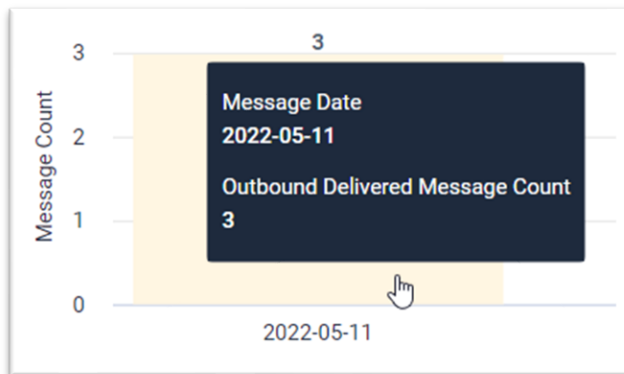 3
3
Message Date
2022-05-11
Outbound Delivered Message Count
3
2
1
0
Message Count
2022-05-11